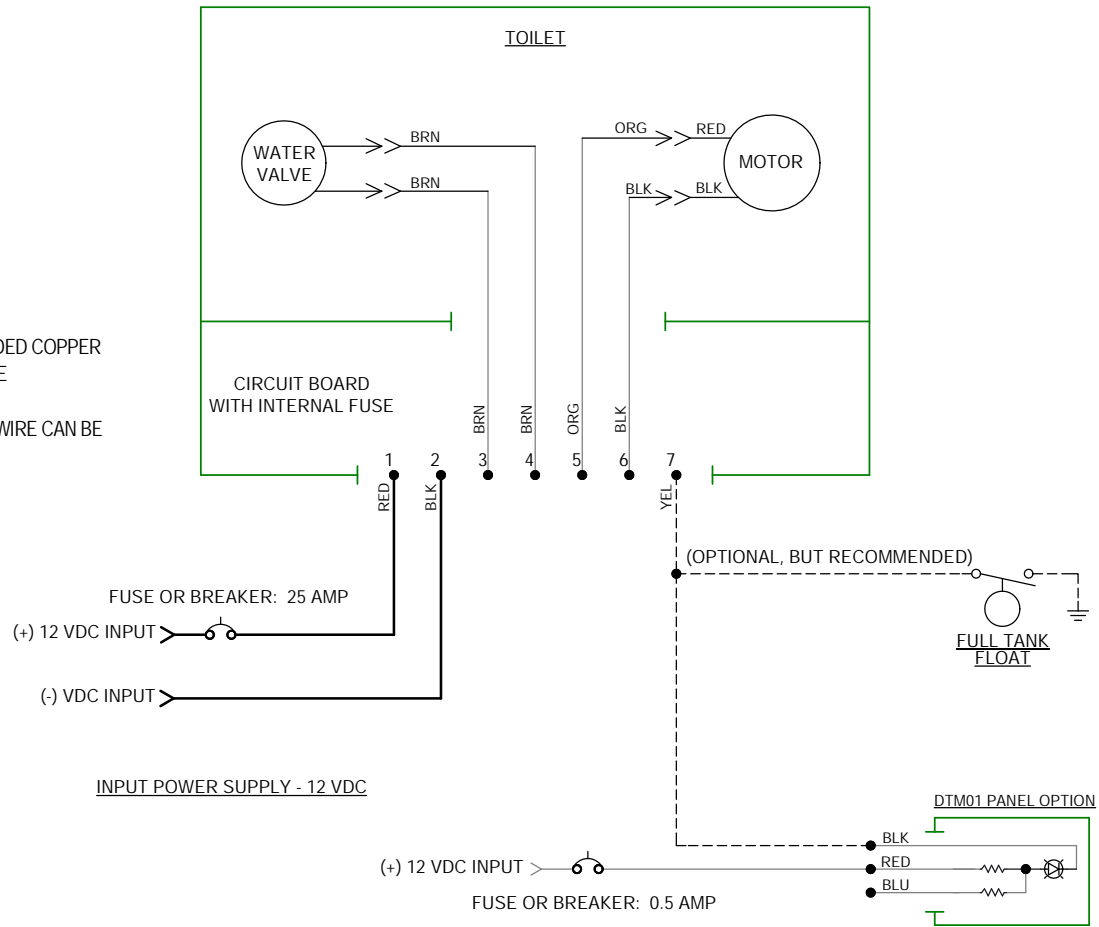 TOILET
WATER
VALVE
BRN
BRN
ORG
RED
BLK
BLK
MOTOR
DED COPPER
E
WIRE CAN BE
CIRCUIT BOARD
WITH INTERNAL FUSE
BRN
BRN
ORG
BLK
1
2
3
4
5
6
7
RED
BLK
YEL
(OPTIONAL, BUT RECOMMENDED)
FULL TANK
FLOAT
FUSE OR BREAKER: 25 AMP
(+) 12 VDC INPUT
(-) VDC INPUT
INPUT POWER SUPPLY - 12 VDC
DTM01 PANEL OPTION
BLK
RED
BLU
(+) 12 VDC INPUT
FUSE OR BREAKER: 0.5 AMP